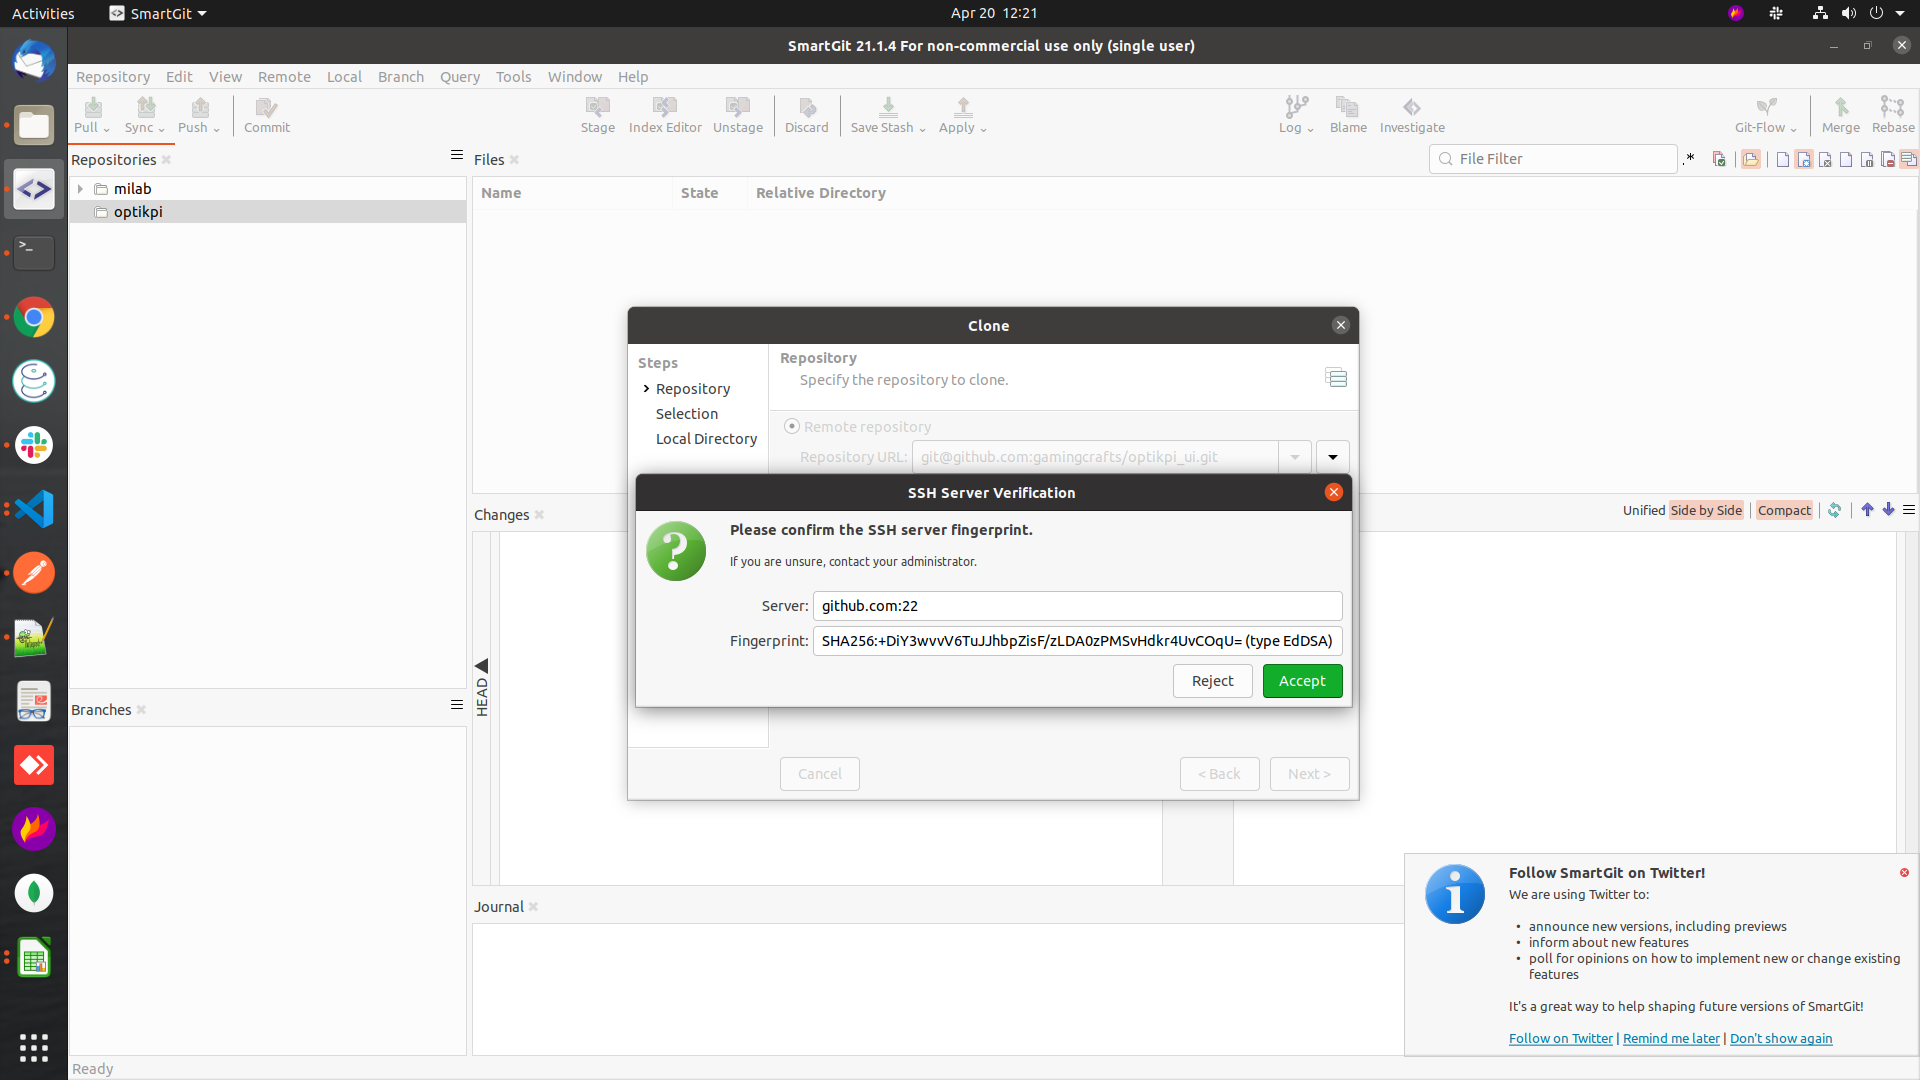 Activities
SmartGit
Apr 20 12:21
SmartGit 21.1.4 For non-commercial use only (single user)
Repository Edit View Remote Local Branch Query Tools Window Help
Pull Sync Push Commit Stage Index Editor Unstage Discard Save Stash Apply Log Blame Investigate Git-Flow Merge Rebase
Repositories
milab
optikpi
Files
File Filter
.*
Name State Relative Directory
Clone
Steps
Repository
Selection
Local Directory
Repository
Specify the repository to clone.
Remote repository
Repository URL: git@github.com:gamingcrafts/optikpi_ui.git
SSH Server Verification
Please confirm the SSH server fingerprint.
If you are unsure, contact your administrator.
Server: github.com:22
Fingerprint: SHA256:+DiY3wvvV6TuJJhbpZisF/zLDA0zPMSvHdkr4UvCOqU= (type EdDSA)
Reject Accept
Cancel < Back Next >
Changes
Unified Side by Side Compact
HEAD
Branches
Journal
Follow SmartGit on Twitter!
We are using Twitter to:
• announce new versions, including previews
• inform about new features
• poll for opinions on how to implement new or change existing
features
It's a great way to help shaping future versions of SmartGit!
Follow on Twitter | Remind me later | Don't show again
Ready